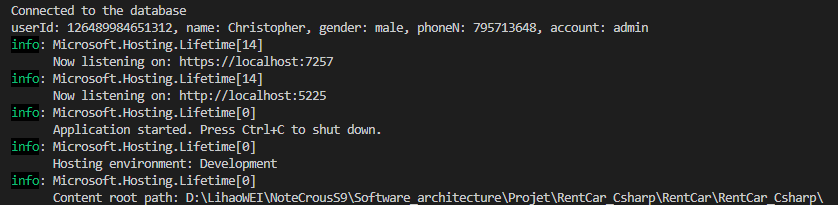 Connected to the database
userId: 126489984651312, name: Christopher, gender: male, phoneN: 795713648, account: admin
info: Microsoft.Hosting.Lifetime[14]
Now listening on: https://localhost:7257
info: Microsoft.Hosting.Lifetime[14]
Now listening on: http://localhost:5225
info: Microsoft.Hosting.Lifetime[0]
Application started. Press Ctrl+C to shut down.
info: Microsoft.Hosting.Lifetime[0]
Hosting environment: Development
info: Microsoft.Hosting.Lifetime[0]
Content root path: D:\LihaoWEI\NoteCrousS9\Software_architecture\Projet\RentCar_Csharp\RentCar\RentCar_Csharp\